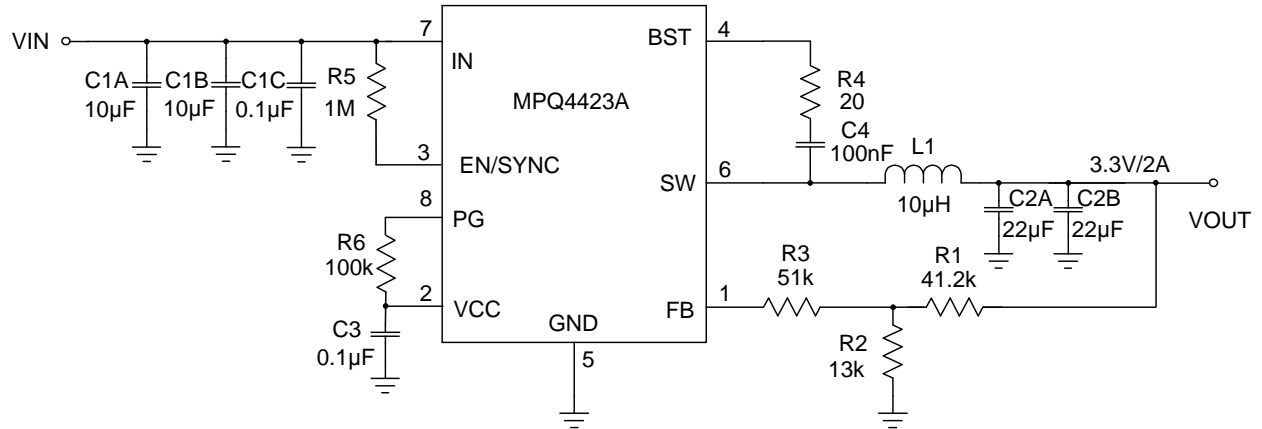 VIN
C1A
10µF
C1B
10µF
C1C
0.1µF
R5
1M
7
IN
3
EN/SYNC
8
PG
R6
100k
2
VCC
C3
0.1µF
MPQ4423A
GND
5
BST
4
R4
20
C4
100nF
SW
6
L1
10µH
3.3V/2A
C2A
22µF
C2B
22µF
VOUT
FB
1
R3
51k
R1
41.2k
R2
13k